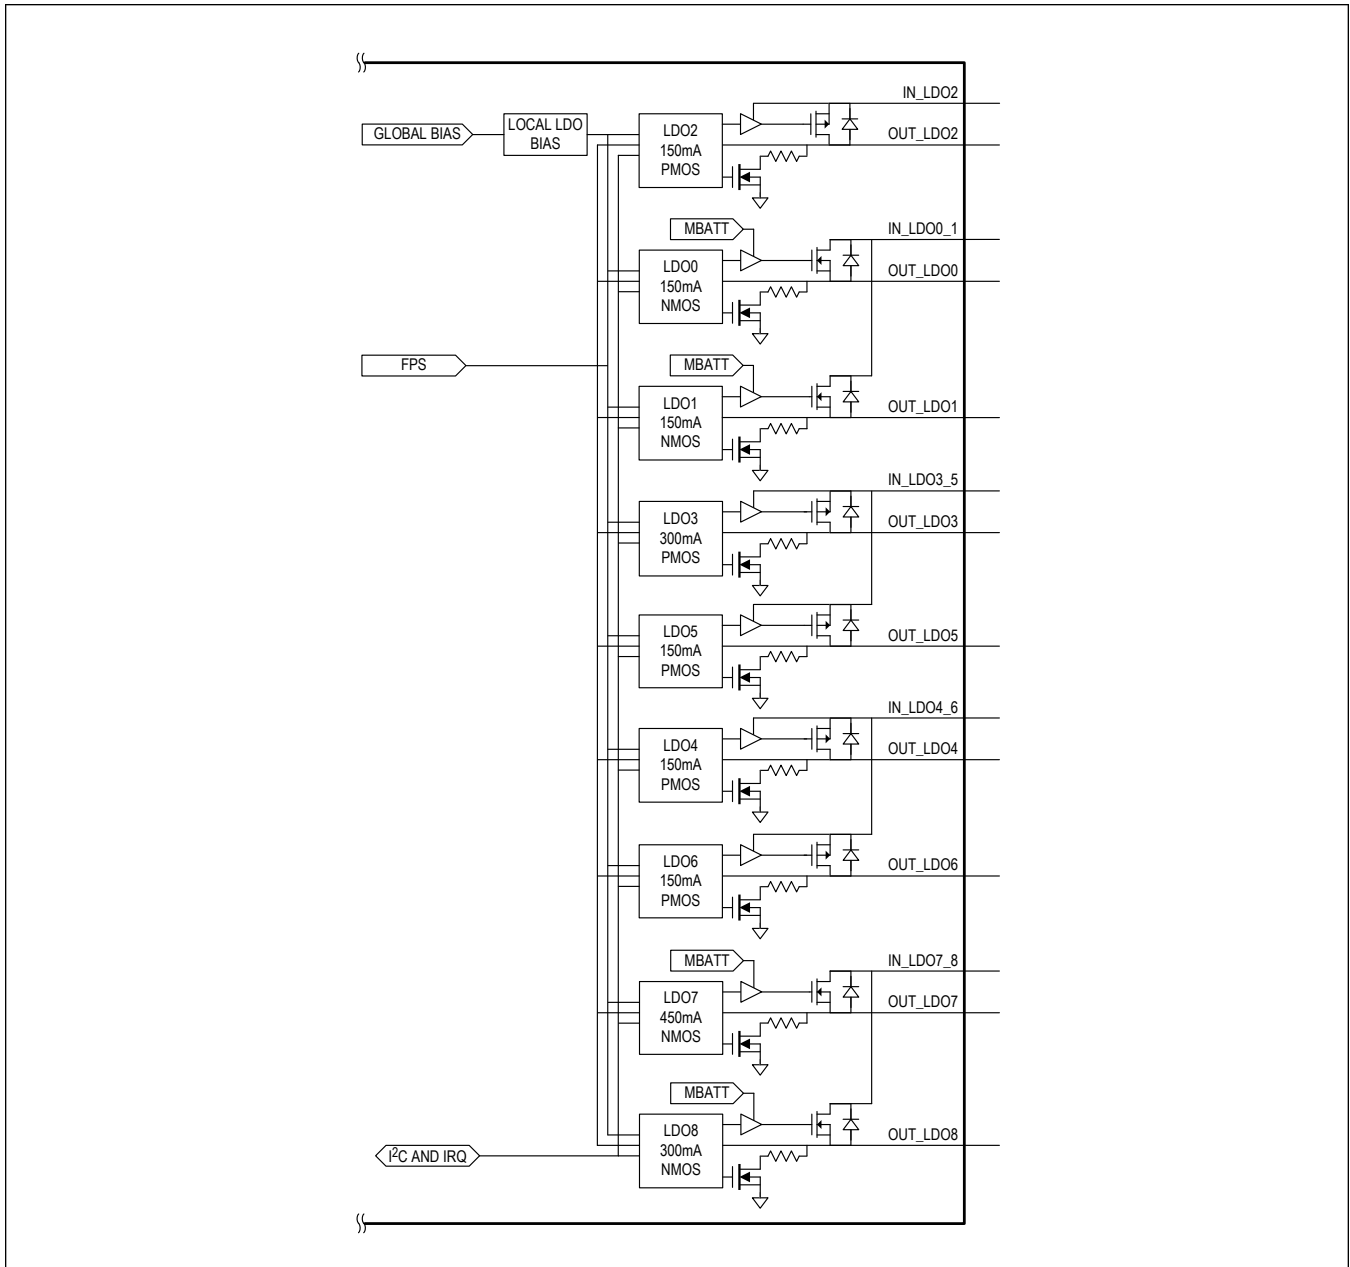 IN_LDO2
GLOBAL BIAS
LOCAL LDO
BIAS
LDO2
150mA
PMOS
OUT_LDO2
MBATT
IN_LDO0_1
LDO0
150mA
NMOS
OUT_LDO0
FPS
MBATT
LDO1
150mA
NMOS
OUT_LDO1
IN_LDO3_5
LDO3
300mA
PMOS
OUT_LDO3
LDO5
150mA
PMOS
OUT_LDO5
IN_LDO4_6
LDO4
150mA
PMOS
OUT_LDO4
LDO6
150mA
PMOS
OUT_LDO6
MBATT
IN_LDO7_8
LDO7
450mA
NMOS
OUT_LDO7
MBATT
LDO8
300mA
NMOS
OUT_LDO8
I²C AND IRQ